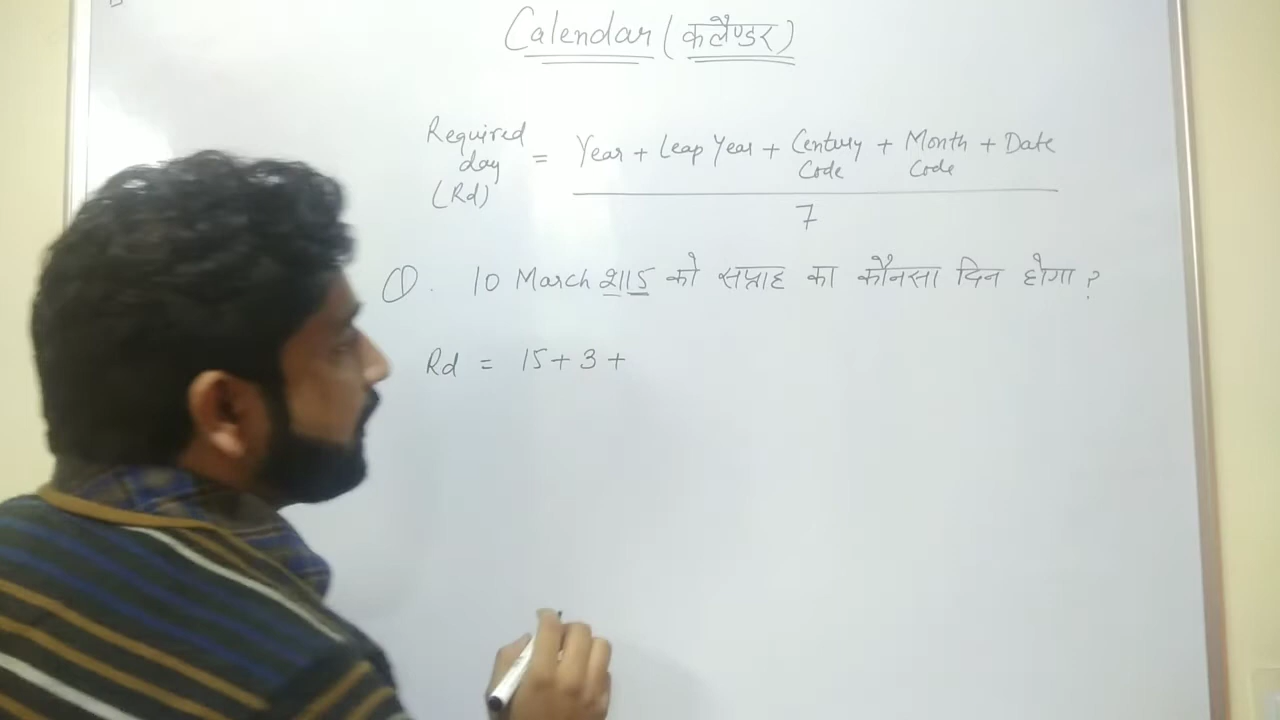 Calendar (कलैण्डर)
Required day (Rd) = Year + Leap Year + Century Code + Month Code + Date
7
①. 10 March 2115 को सप्ताह का कौनसा दिन होगा ?
Rd = 15 + 3 +